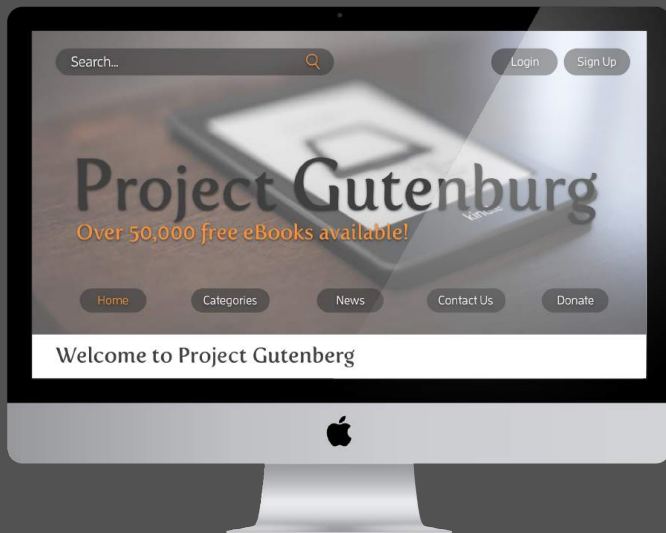 Search...
Login
Sign Up
Project Gutenburg
kindle
Over 50,000 free eBooks available!
Home
Categories
News
Contact Us
Donate
Welcome to Project Gutenberg